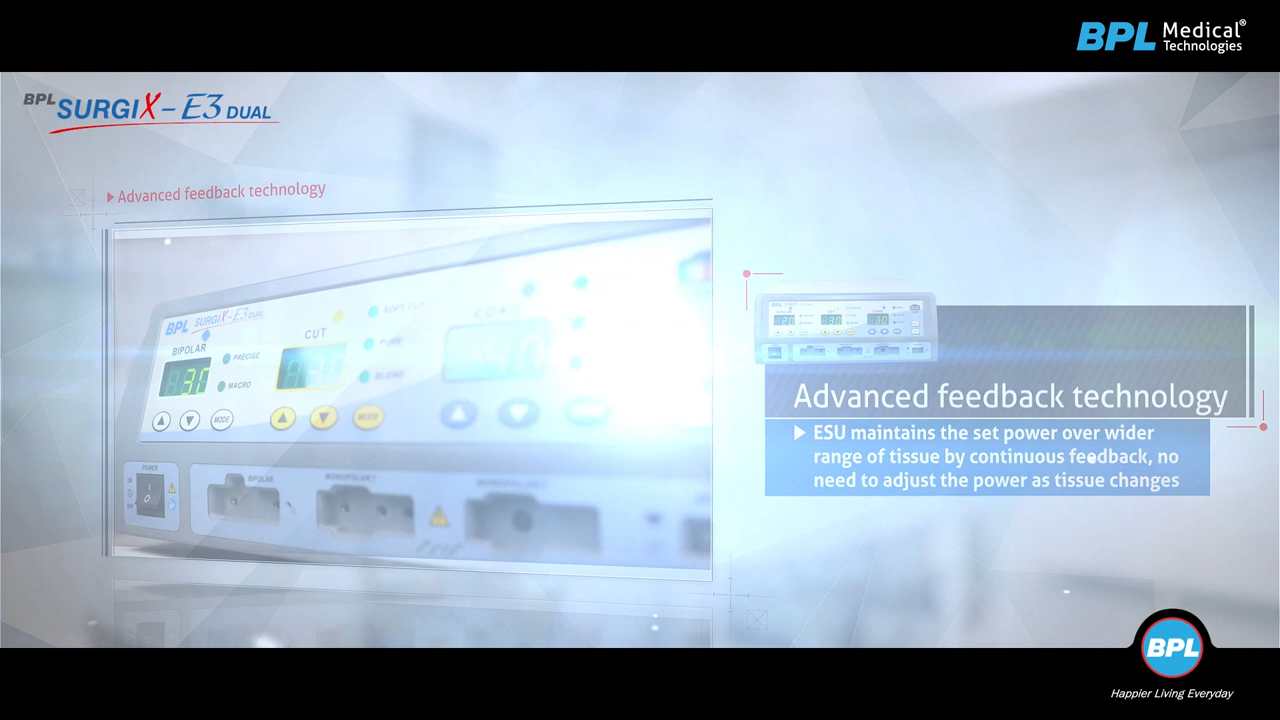 BPL Medical®
Technologies
BPL SURGIX-E3 DUAL
▶ Advanced feedback technology
BPL SURGIX-E3 DUAL
BIPOLAR
PRECISE
MACRO
MODE
CUT
SOFT CUT
PURE
BLEND
MODE
COAG
POWER
BIPOLAR
Advanced feedback technology
▶ ESU maintains the set power over wider
range of tissue by continuous feedback, no
need to adjust the power as tissue changes
BPL
Happier Living Everyday